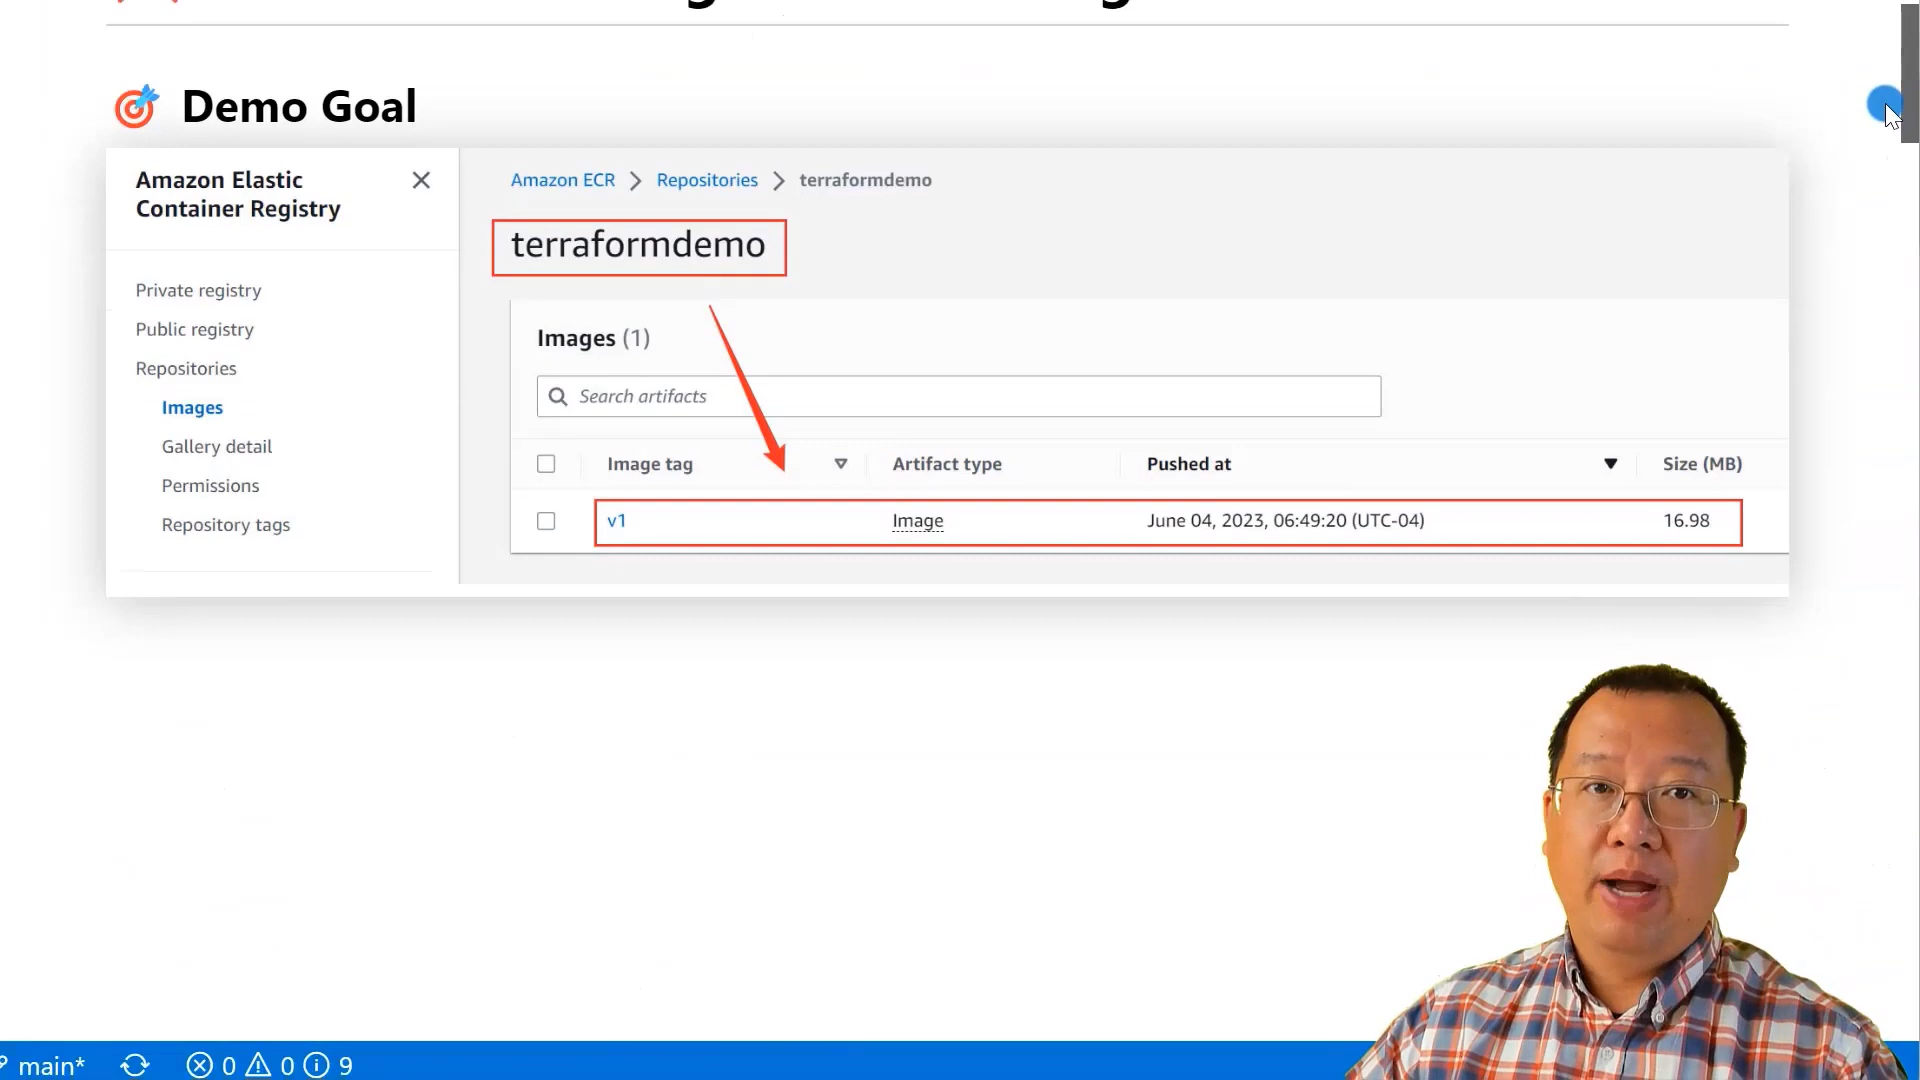 Demo Goal
Amazon Elastic
Container Registry
Private registry
Public registry
Repositories
Images
Gallery detail
Permissions
Repository tags
Amazon ECR > Repositories > terraformdemo
terraformdemo
Images (1)
Search artifacts
Image tag Artifact type Pushed at Size (MB)
v1 Image June 04, 2023, 06:49:20 (UTC-04) 16.98
main* 0 0 9